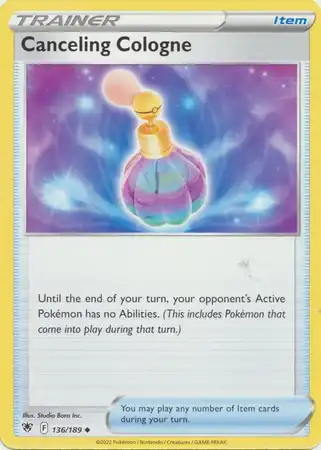 TRAINER
Item
Canceling Cologne
Until the end of your turn, your opponent's Active
Pokémon has no Abilities. (This includes Pokémon that
come into play during that turn.)
Illus. Studio Bora Inc.
F 136/189 ◆
You may play any number of Item cards
during your turn.
©2022 Pokémon / Nintendo / Creatures / GAME FREAK